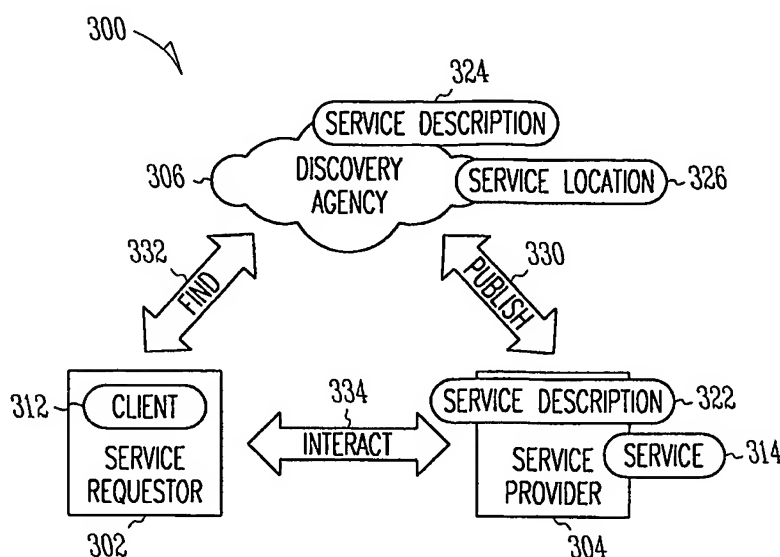 300
324
SERVICE DESCRIPTION
306
DISCOVERY
AGENCY
SERVICE LOCATION
326
332
FIND
330
PUBLISH
312
CLIENT
SERVICE
REQUESTOR
302
334
INTERACT
SERVICE DESCRIPTION
322
SERVICE
PROVIDER
SERVICE
314
304